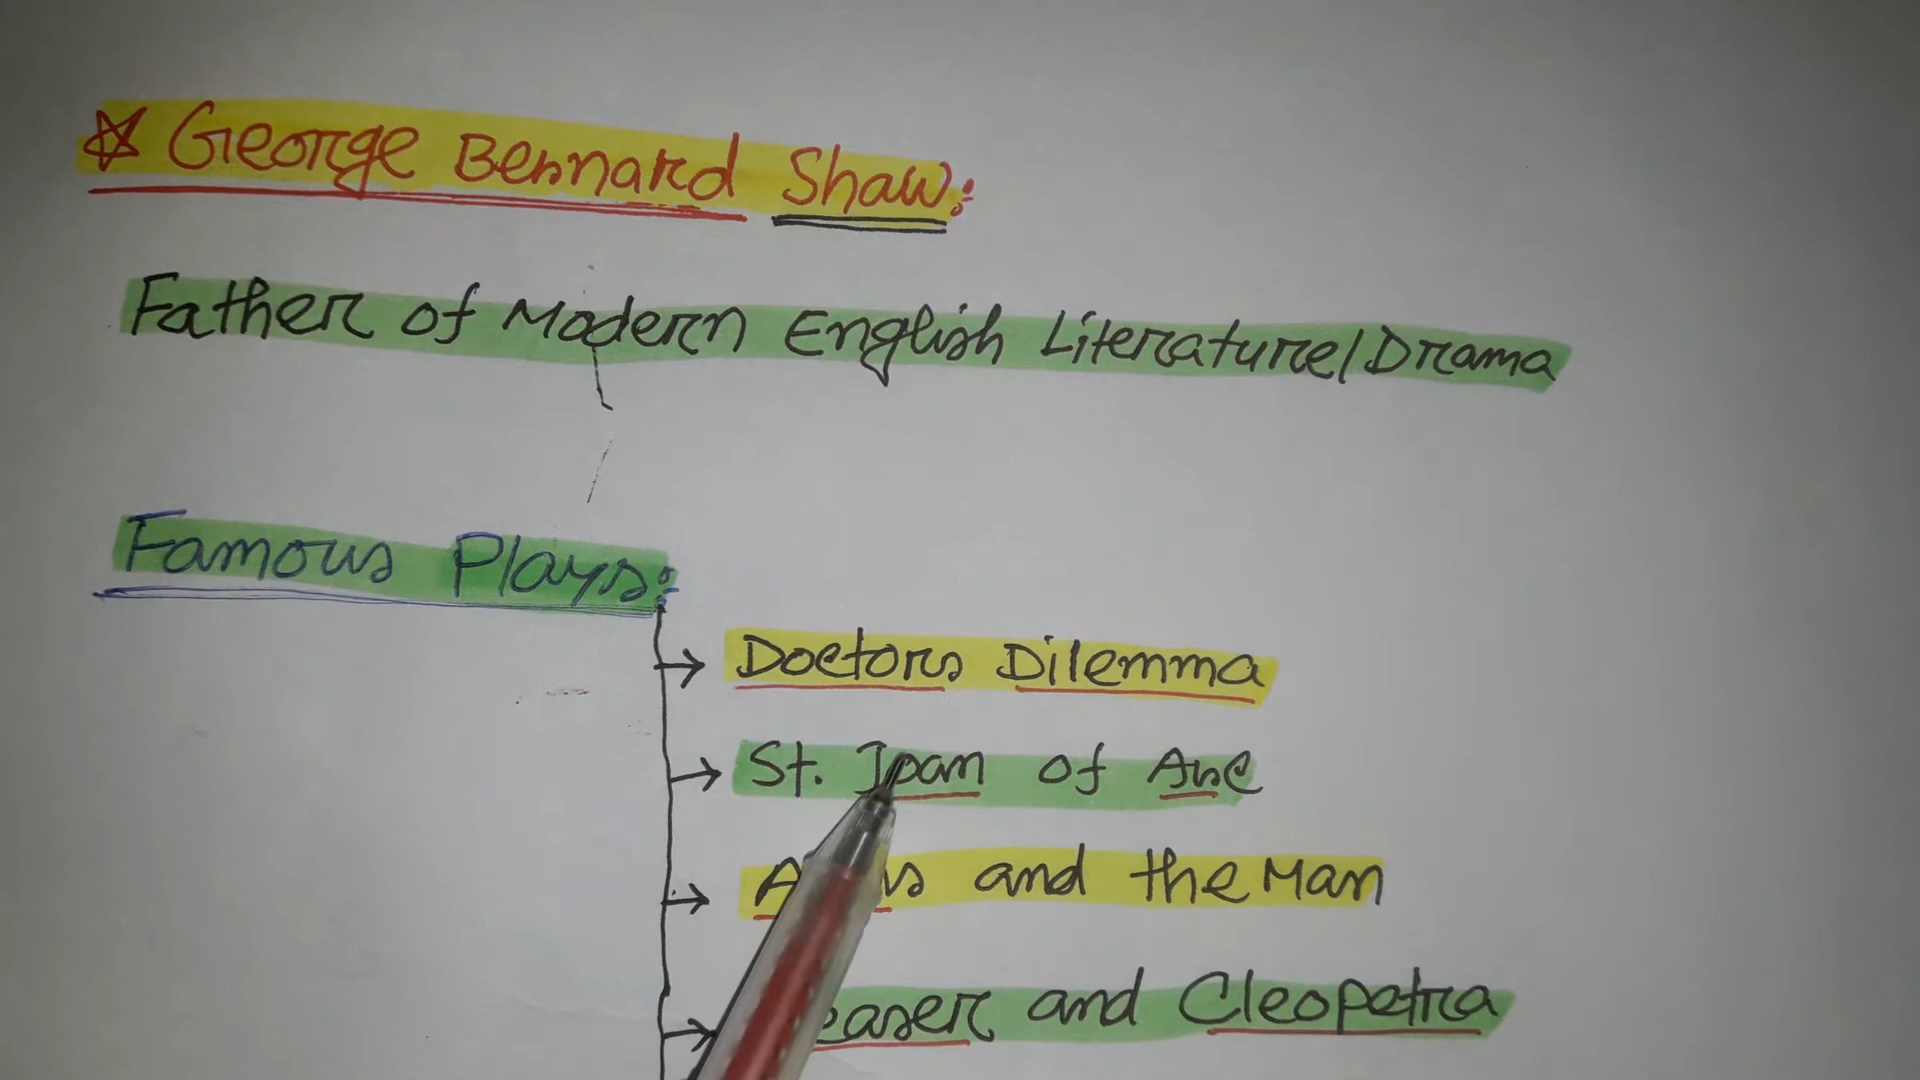 ☆ George Bernard Shaw:
Father of Modern English Literature/Drama
Famous Plays:
→ Doctors Dilemma
→ St. Joan of Arc
→ and the Man
→ and Cleopetra